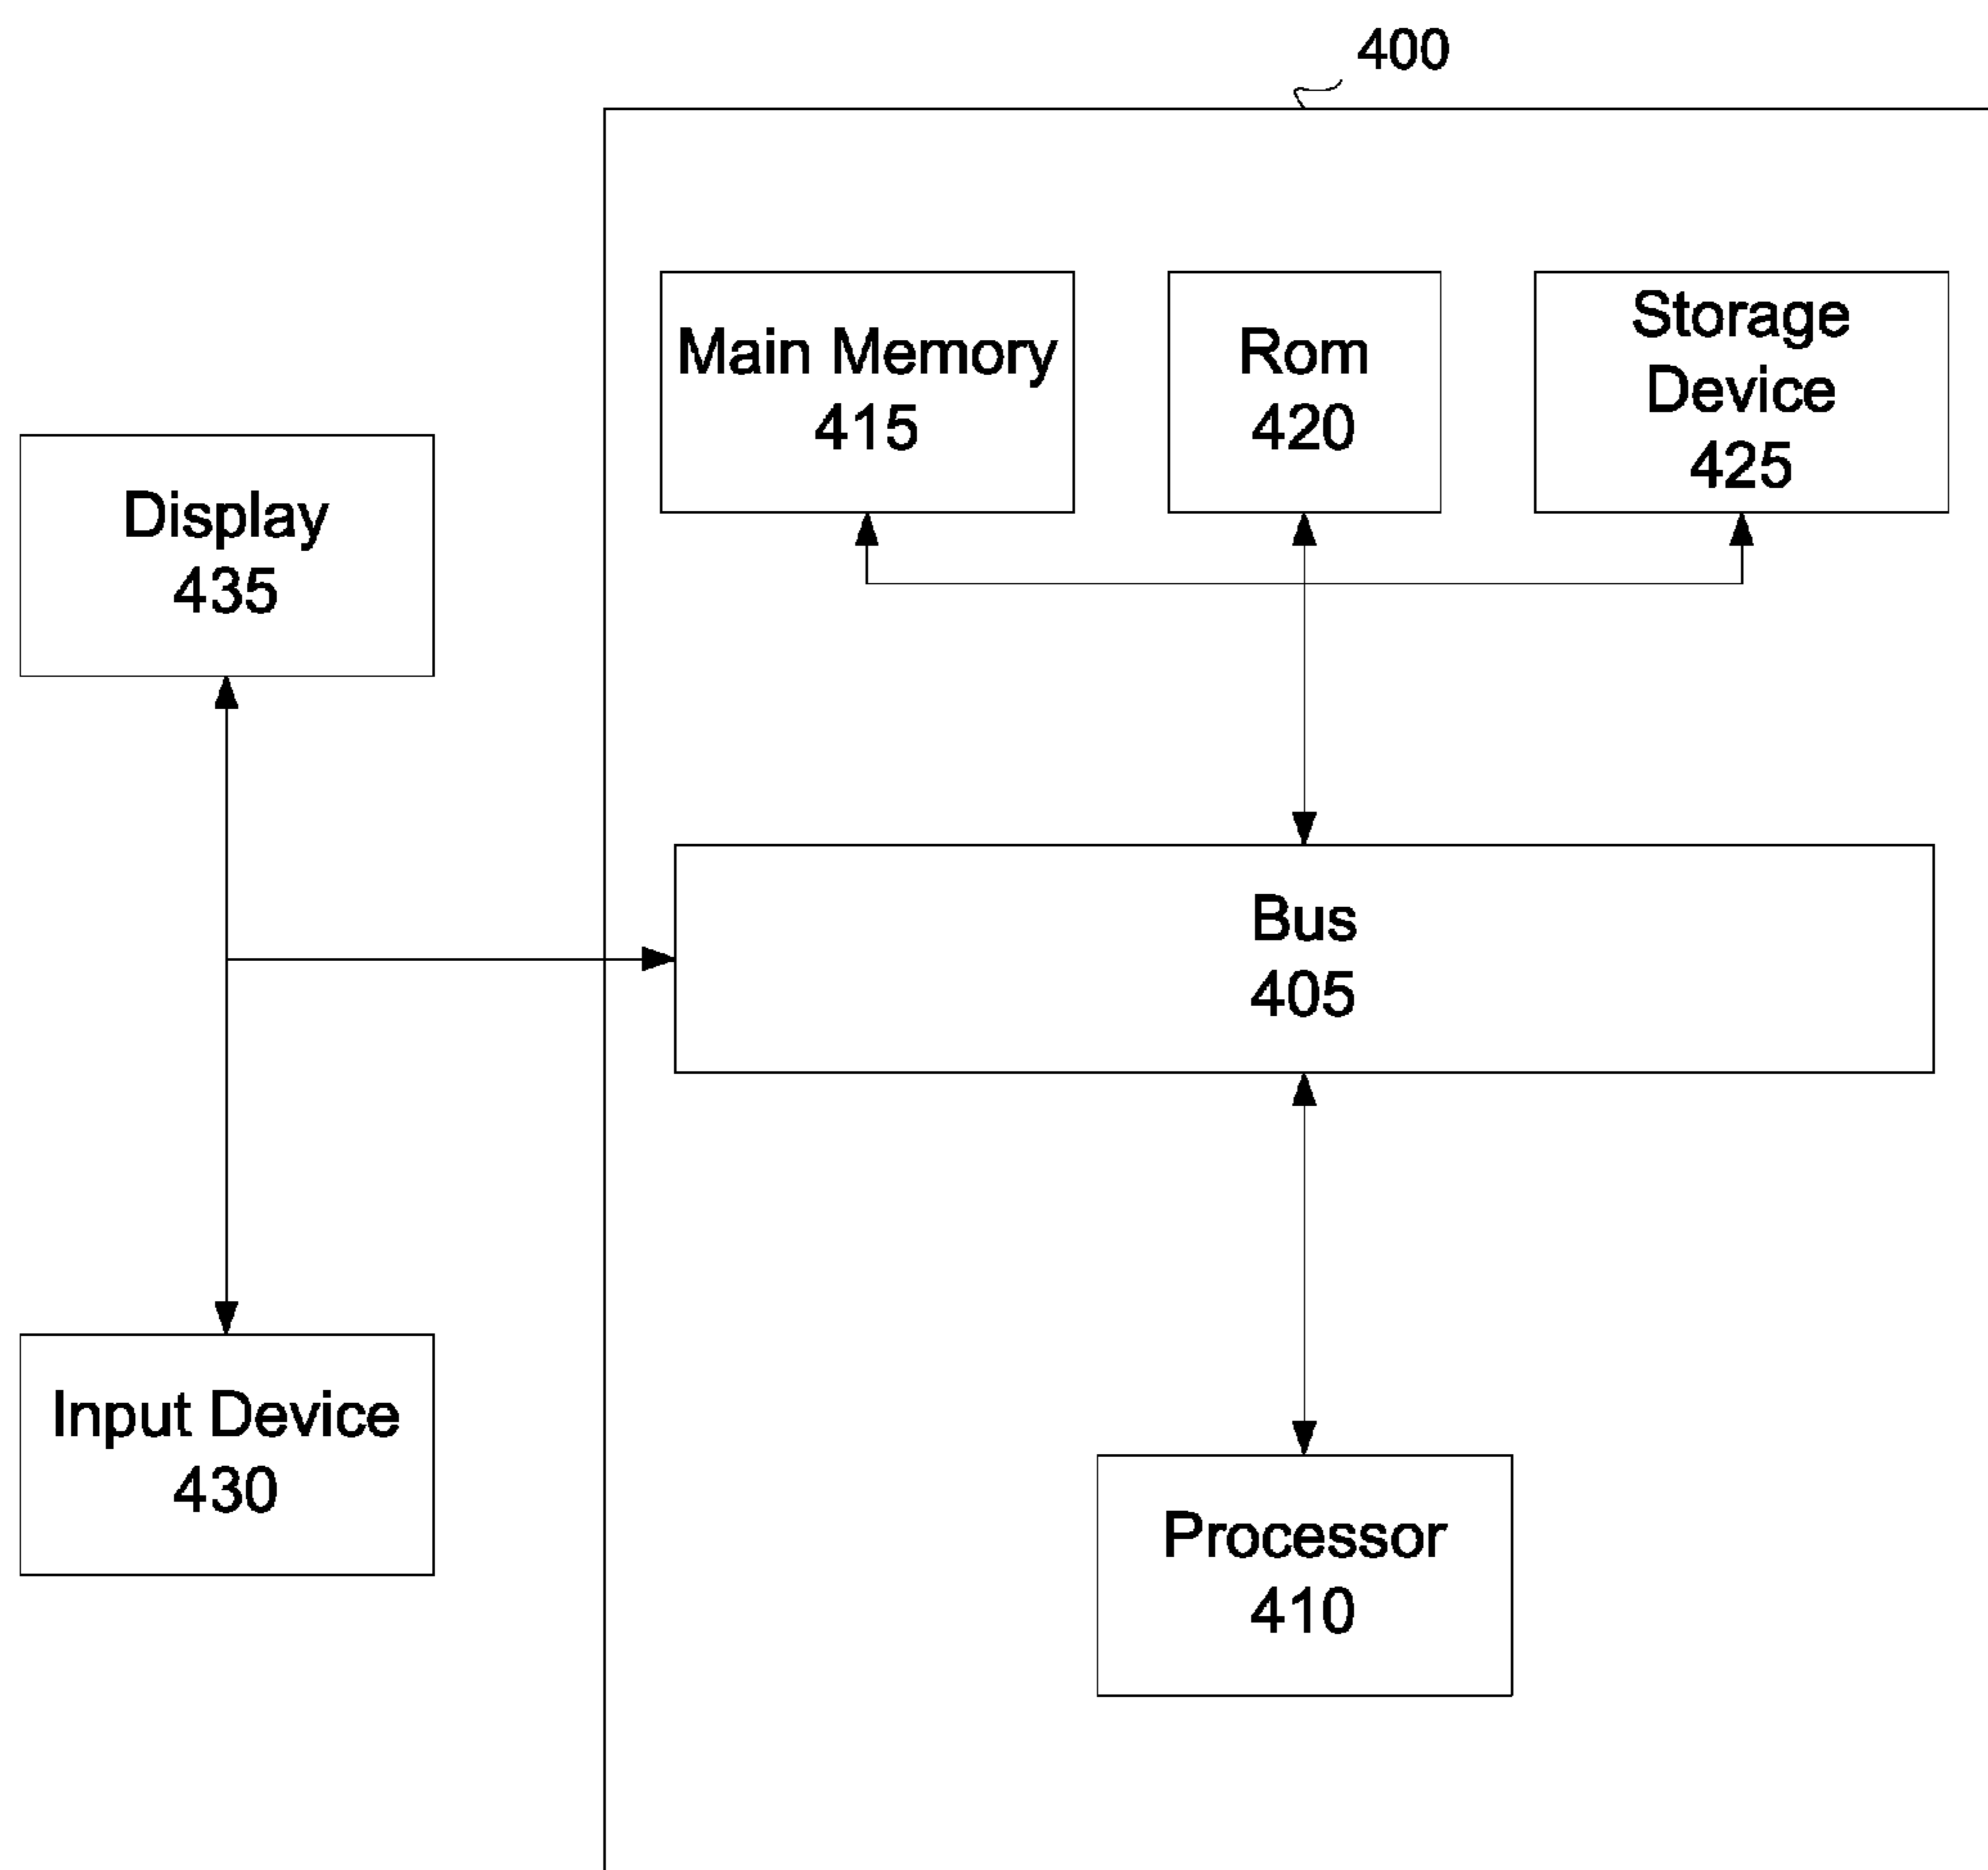 400
Main Memory
415
Rom
420
Storage
Device
425
Display
435
Bus
405
Input Device
430
Processor
410